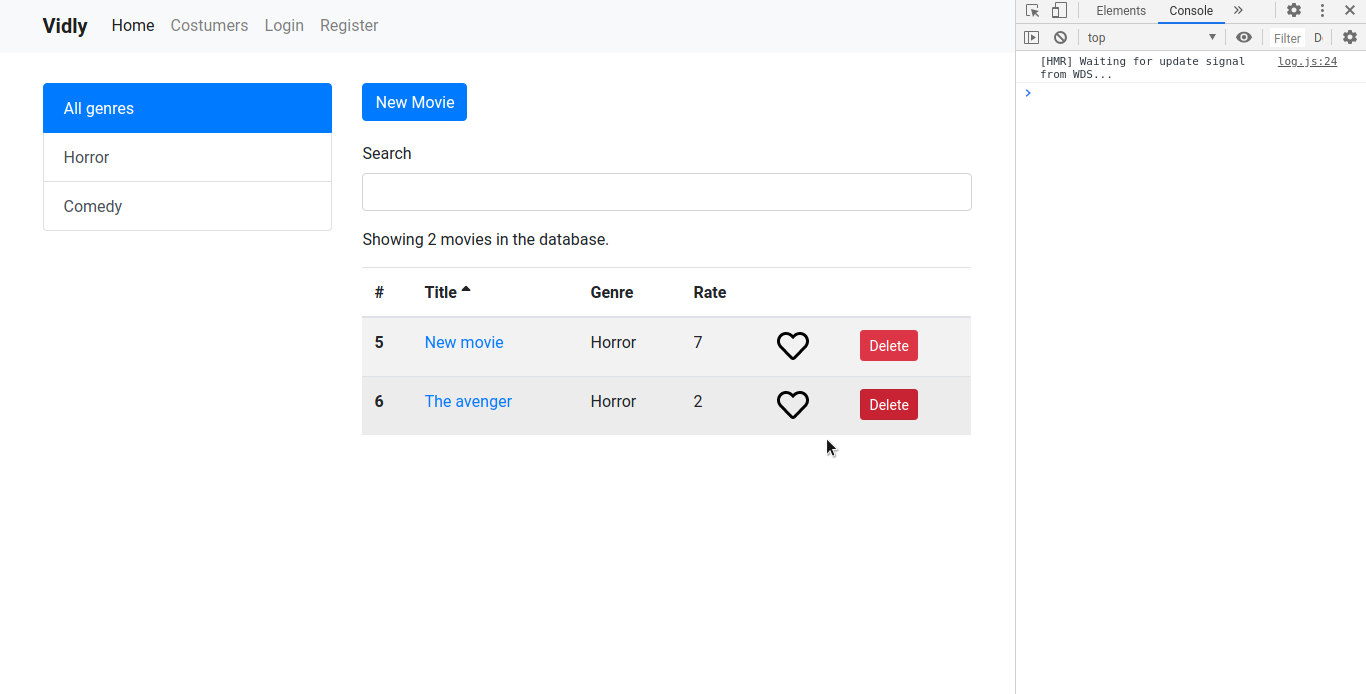 Vidly Home Costumers Login Register
All genres
Horror
Comedy
New Movie
Search
Showing 2 movies in the database.
# Title Genre Rate
5 New movie Horror 7 Delete
6 The avenger Horror 2 Delete
Elements Console
top Filter D
[HMR] Waiting for update signal log.js:24
from WDS...